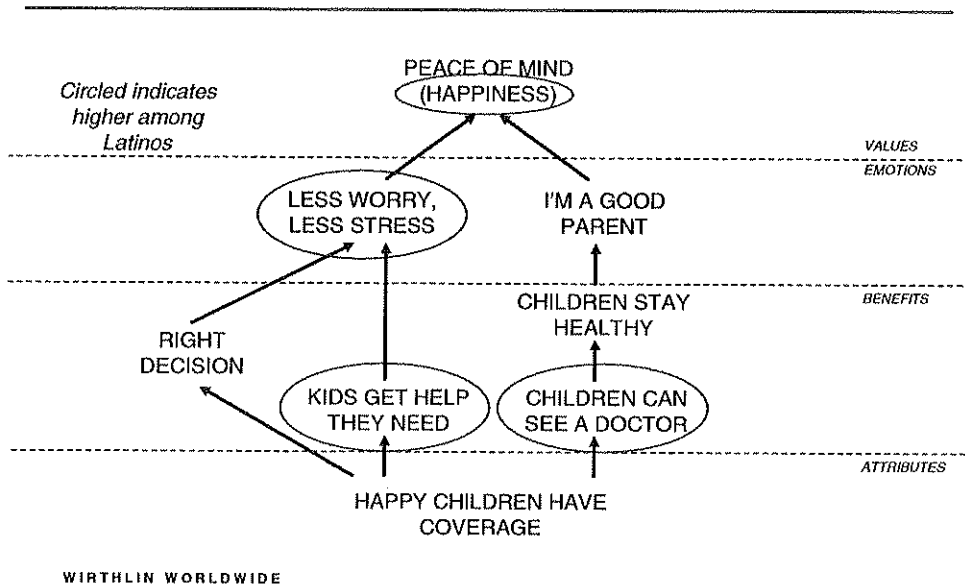 PEACE OF MIND
(HAPPINESS)
Circled indicates
higher among
Latinos
VALUES
EMOTIONS
LESS WORRY,
LESS STRESS
I'M A GOOD
PARENT
BENEFITS
CHILDREN STAY
HEALTHY
RIGHT
DECISION
KIDS GET HELP
THEY NEED
CHILDREN CAN
SEE A DOCTOR
ATTRIBUTES
HAPPY CHILDREN HAVE
COVERAGE
WIRTHLIN WORLDWIDE